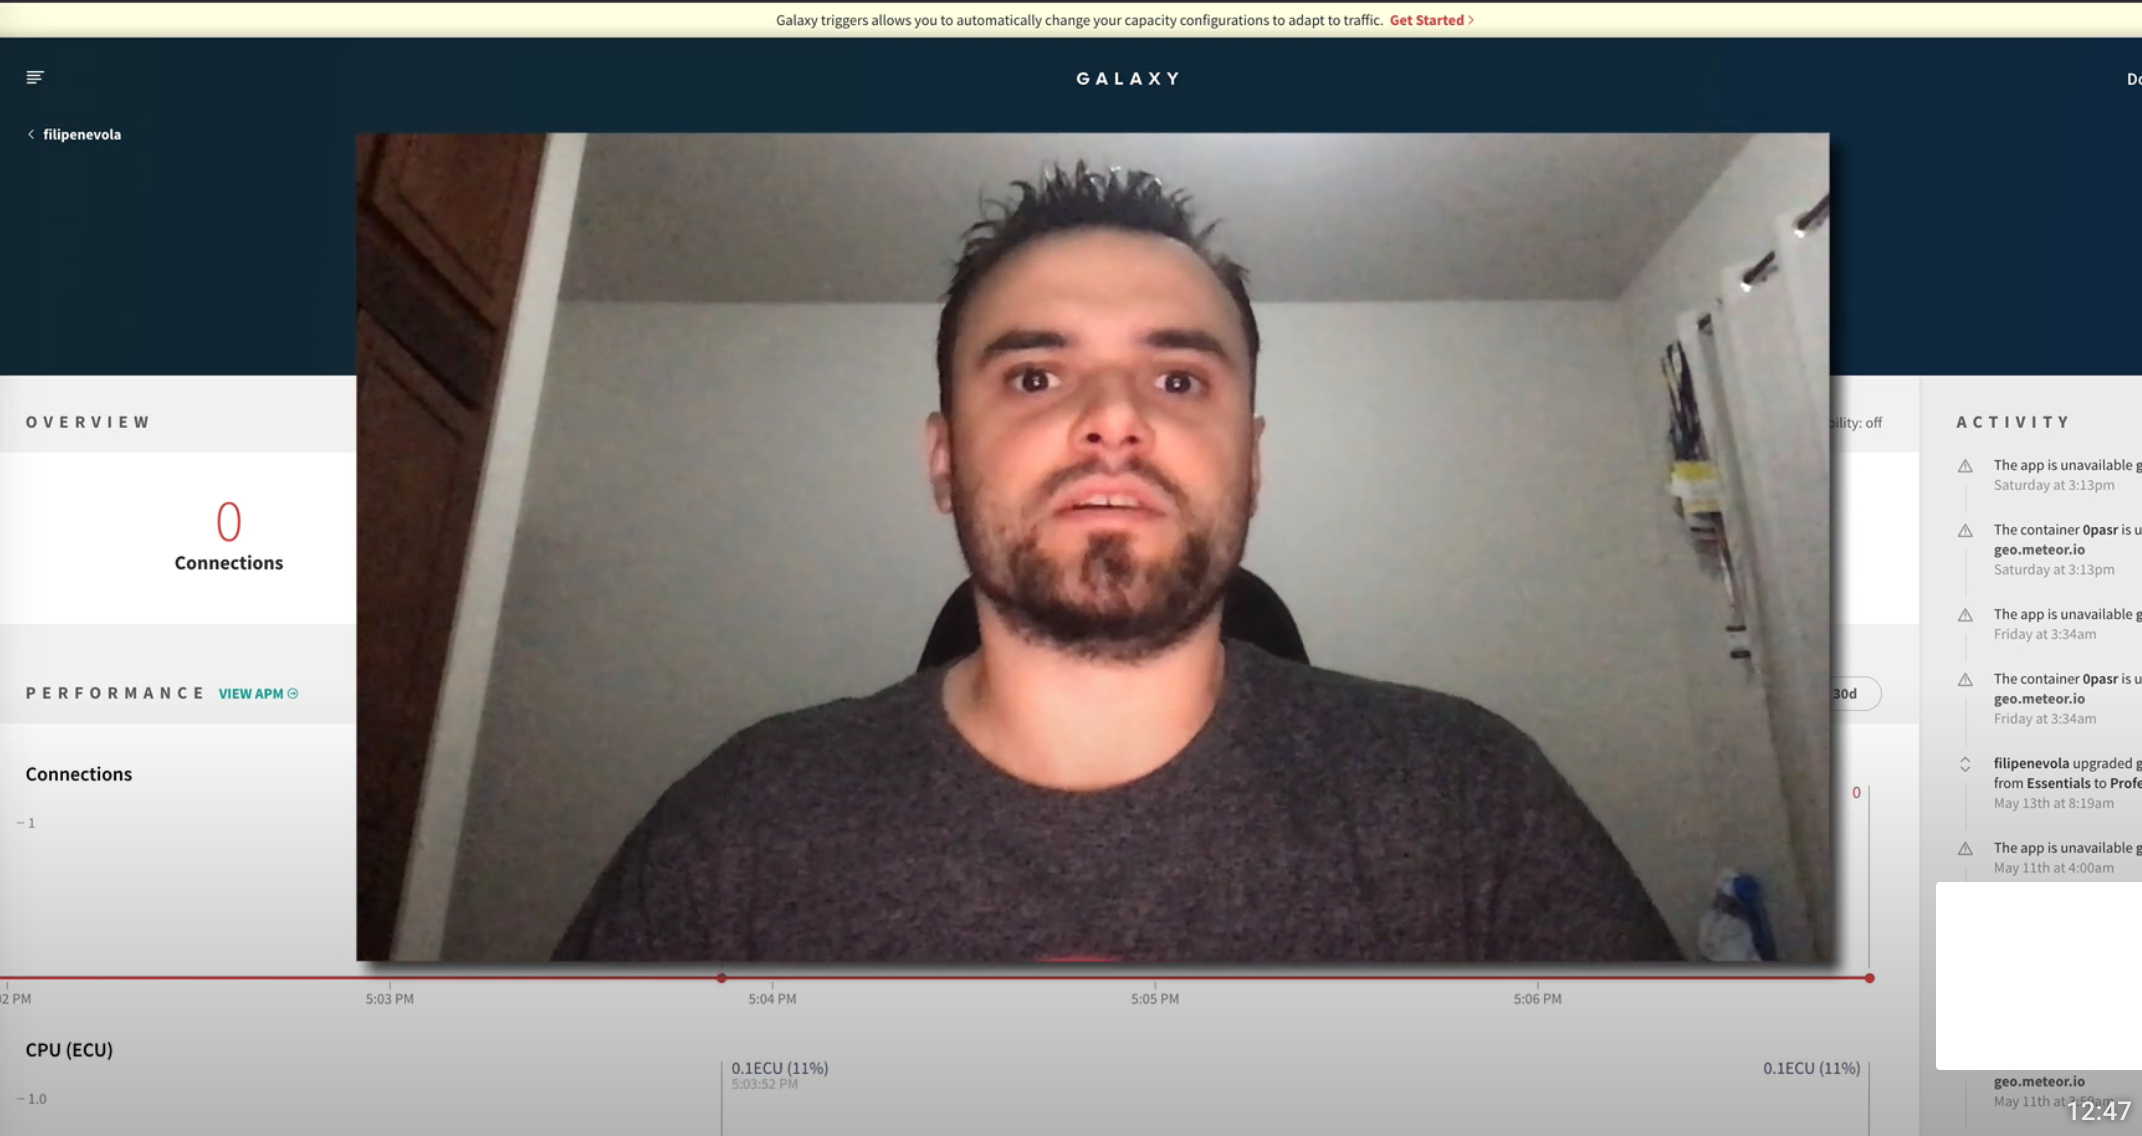 Galaxy triggers allows you to automatically change your capacity configurations to adapt to traffic. Get Started >
GALAXY
< filipenevola
OVERVIEW
0
Connections
PERFORMANCE VIEW APM
30d
Connections
1
0
5:03 PM
5:04 PM
5:05 PM
5:06 PM
CPU (ECU)
0.1ECU (11%)
5:03:52 PM
0.1ECU (11%)
1.0
off
ACTIVITY
The app is unavailable
Saturday at 3:13pm
The container 0pasr is
geo.meteor.io
Saturday at 3:13pm
The app is unavailable
Friday at 3:34am
The container 0pasr is
geo.meteor.io
Friday at 3:34am
filipenevola upgraded
from Essentials to
May 13th at 8:19am
The app is unavailable
May 11th at 4:00am
geo.meteor.io
May 11th at
12:47